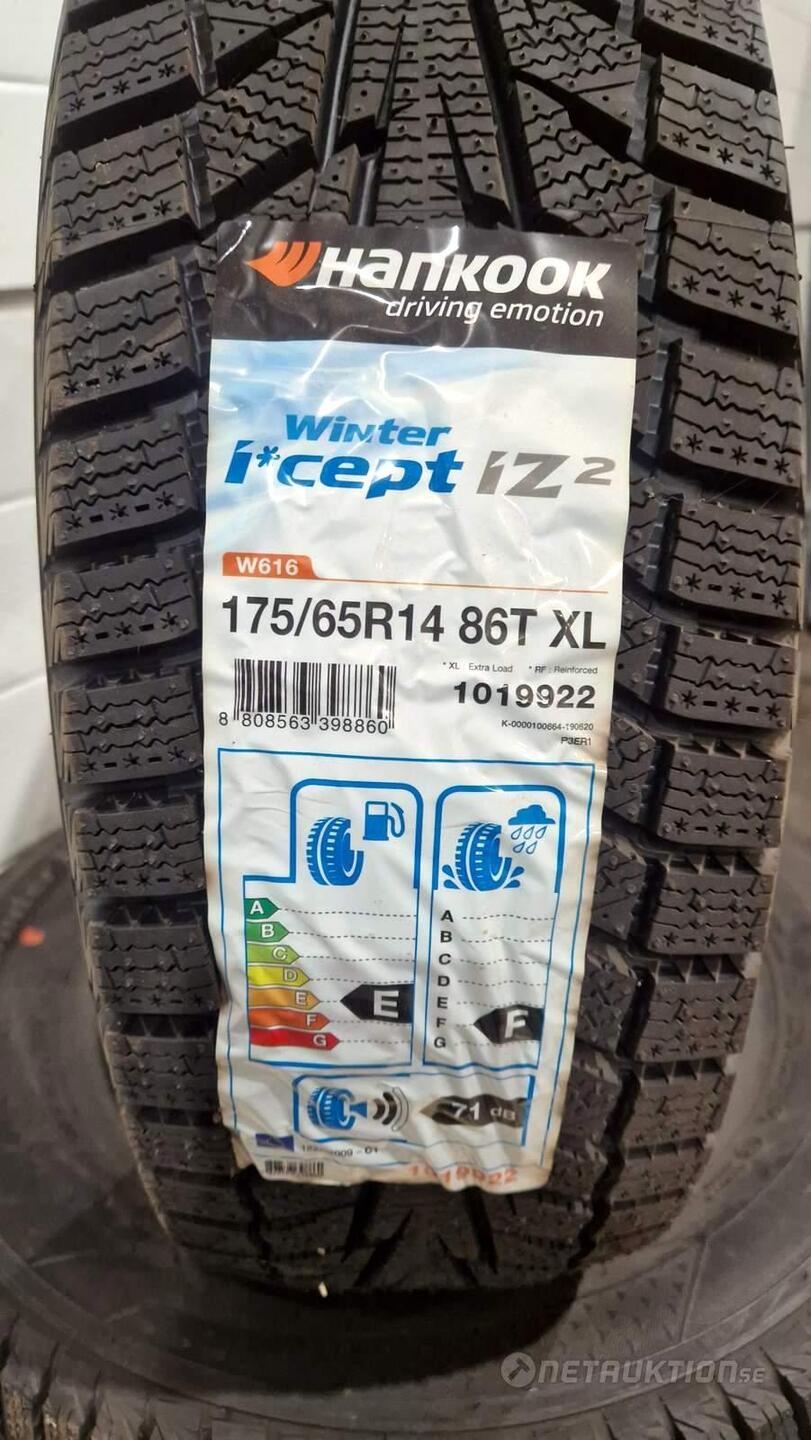 Hankook
driving emotion
Winter
i*cept iZ2
W616
175/65R14 86T XL
* XL : Extra Load * RF : Reinforced
1019922
8 808563 398860
K-0000100664-190620
P3ER1
A
B
C
D
E
F
G
E
A
B
C
D
E
F
G
F
71 dB
1019922
NETAUKTION.SE